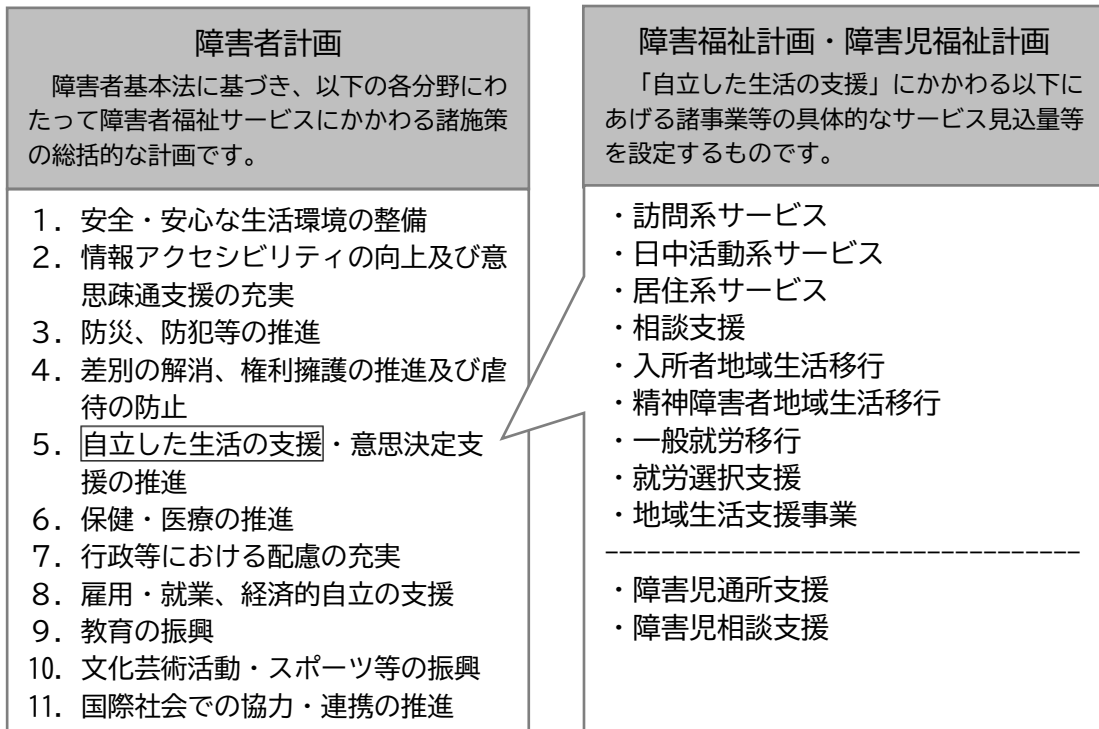 障害者計画
障害者基本法に基づき、以下の各分野にわ
たって障害者福祉サービスにかかわる諸施策
の総括的な計画です。
1. 安全・安心な生活環境の整備
2. 情報アクセシビリティの向上及び意
思疎通支援の充実
3. 防災、防犯等の推進
4. 差別の解消、権利擁護の推進及び虐
待の防止
5. 自立した生活の支援・意思決定支
援の推進
6. 保健・医療の推進
7. 行政等における配慮の充実
8. 雇用・就業、経済的自立の支援
9. 教育の振興
10. 文化芸術活動・スポーツ等の振興
11. 国際社会での協力・連携の推進
障害福祉計画・障害児福祉計画
「自立した生活の支援」にかかわる以下に
あげる諸事業等の具体的なサービス見込量等
を設定するものです。
・訪問系サービス
・日中活動系サービス
・居住系サービス
・相談支援
・入所者地域生活移行
・精神障害者地域生活移行
・一般就労移行
・就労選択支援
・地域生活支援事業
・障害児通所支援
・障害児相談支援